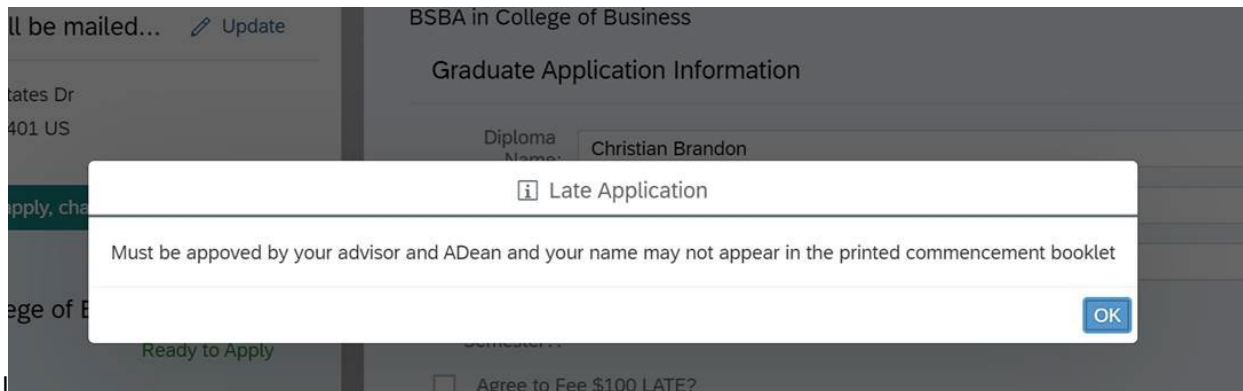 ll be mailed... Update
tates Dr
401 US
apply, cha
ege of B
Ready to Apply
BSBA in College of Business
Graduate Application Information
Diploma
Name: Christian Brandon
Late Application
Must be appoved by your advisor and ADean and your name may not appear in the printed commencement booklet
OK
Agree to Fee $100 LATE?